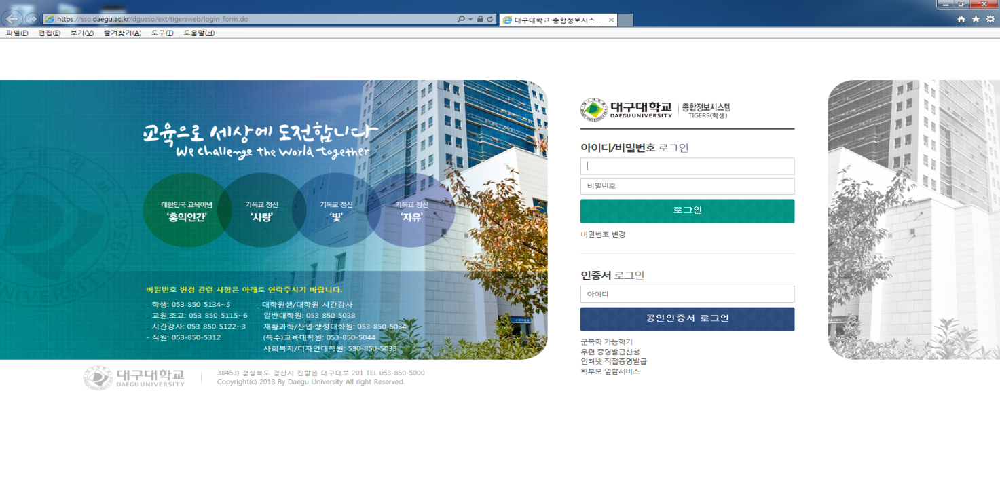 https://sso.daegu.ac.kr/dgusso/ext/tigersweb/login_form.do
대구대학교 종합정보시스...
파일(F) 편집(E) 보기(V) 즐겨찾기(A) 도구(T) 도움말(H)
교육으로 세상에 도전합니다
We Challenge the World together
대한민국 교육이념
'홍익인간'
기독교 정신
'사랑'
기독교 정신
'빛'
기독교 정신
'자유'
비밀번호 변경 관련 사항은 아래로 연락주시기 바랍니다.
- 학생: 053-850-5134~5
- 교원,조교: 053-850-5115~6
- 시간강사: 053-850-5122~3
- 직원: 053-850-5312
- 대학원생/대학원 시간강사
일반대학원: 053-850-5038
재활과학/산업·행정대학원: 053-850-5034
(특수)교육대학원: 053-850-5044
사회복지/디자인대학원: 530-850-5033
대구대학교
DAEGU UNIVERSITY
종합정보시스템
TIGERS(학생)
아이디/비밀번호 로그인
비밀번호
로그인
비밀번호 변경
인증서 로그인
아이디
공인인증서 로그인
군복학 가능학기
우편 증명발급신청
인터넷 직접증명발급
학부모 열람서비스
대구대학교
DAEGU UNIVERSITY
38453) 경상북도 경산시 진량읍 대구대로 201 TEL 053-850-5000
Copyright(c) 2018 By Daegu University All right Reserved.